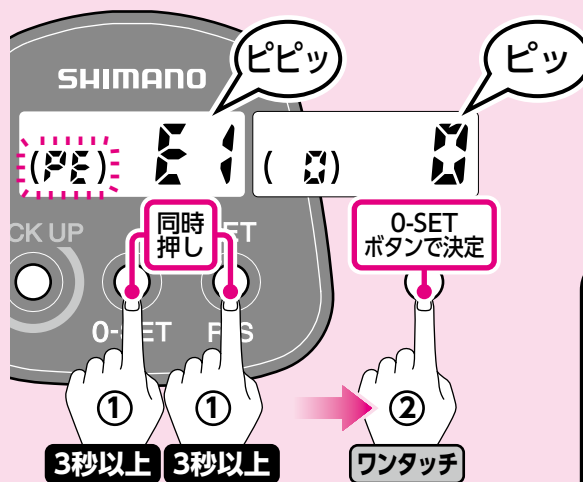 ピピッ
ピッ
SHIMANO
(PE) E1
( 0) 0
CK UP
同時
押し
ET
0-SET
ボタンで決定
0-SET
① ① ②
3秒以上 3秒以上 ワンタッチ